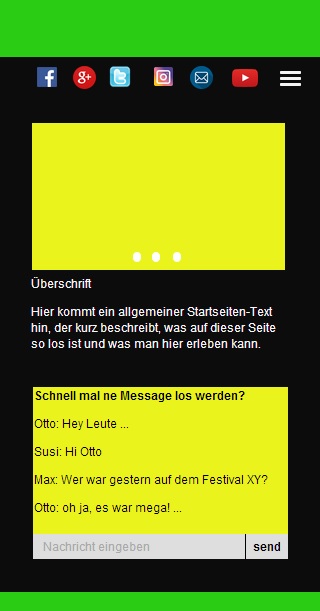 f
g+
t
Überschrift
Hier kommt ein allgemeiner Startseiten-Text
hin, der kurz beschreibt, was auf dieser Seite
so los ist und was man hier erleben kann.
Schnell mal ne Message los werden?
Otto: Hey Leute ...
Susi: Hi Otto
Max: Wer war gestern auf dem Festival XY?
Otto: oh ja, es war mega! ...
Nachricht eingeben send